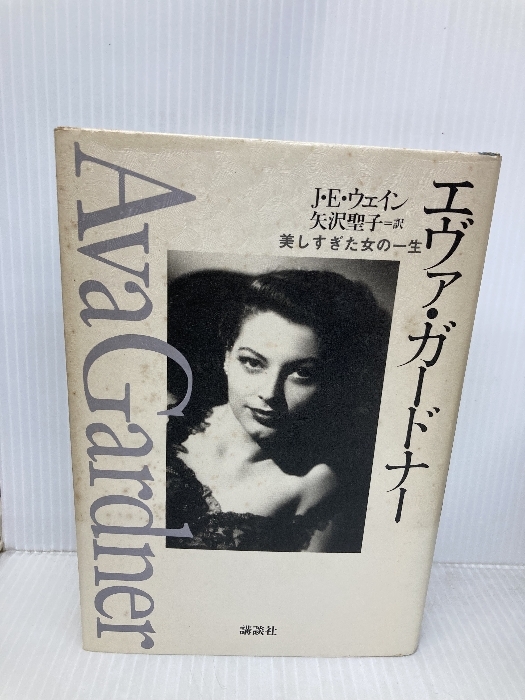 エヴァ・ガードナー
J・E・ウェイン
矢沢聖子＝訳
美しすぎた女の一生
Ava Gardner
講談社